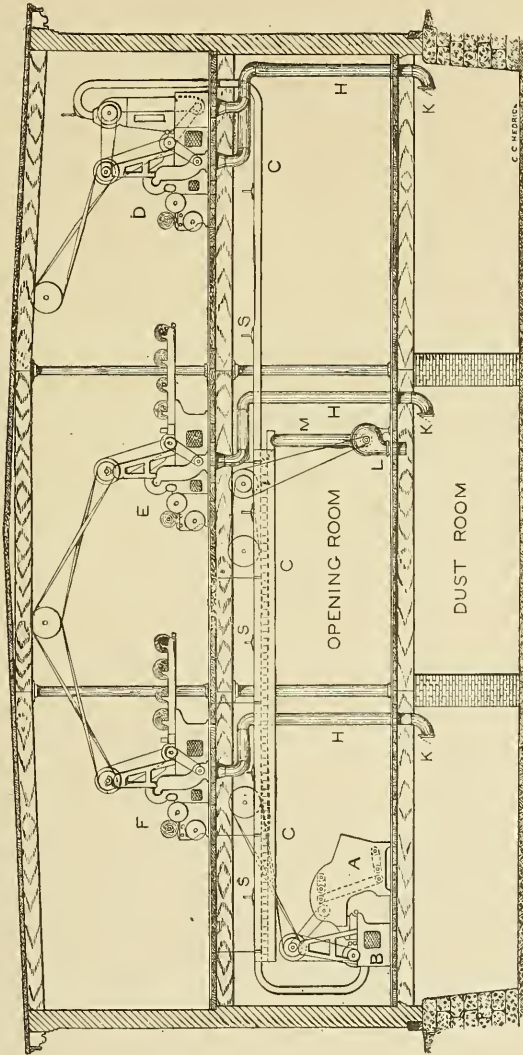 F E D
S S S
C C C
M
H H H
OPENING ROOM
A
B
L
K K K
DUST ROOM
C C HEDRICK